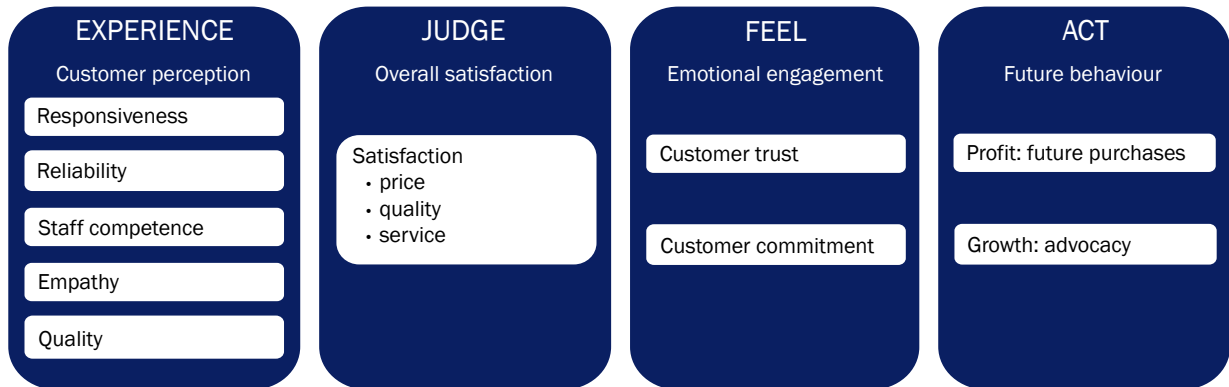 EXPERIENCE
Customer perception
Responsiveness
Reliability
Staff competence
Empathy
Quality
JUDGE
Overall satisfaction
Satisfaction
• price
• quality
• service
FEEL
Emotional engagement
Customer trust
Customer commitment
ACT
Future behaviour
Profit: future purchases
Growth: advocacy